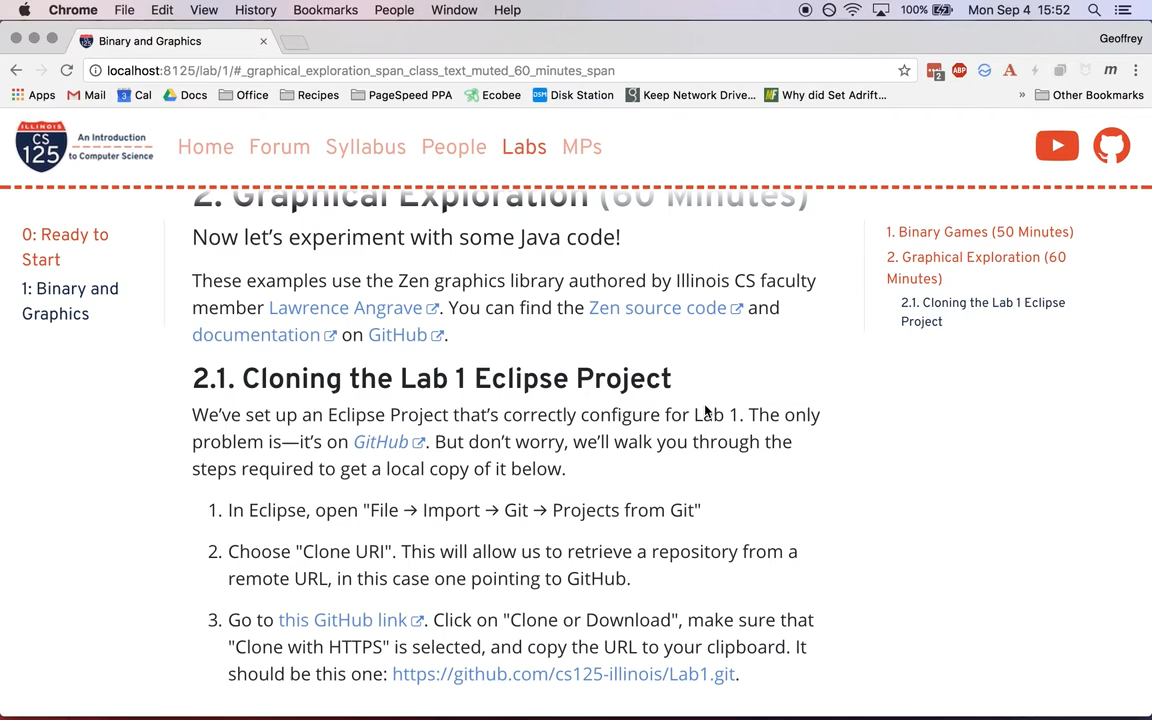 Chrome File Edit View History Bookmarks People Window Help 100% Mon Sep 4 15:52
Binary and Graphics Geoffrey
localhost:8125/lab/1/#_graphical_exploration_span_class_text_muted_60_minutes_span
Apps Mail 3 Cal Docs Office Recipes PageSpeed PPA Ecobee DSM Disk Station Keep Network Drive... Why did Set Adrift... » Other Bookmarks
ILLINOIS
CS
125
An Introduction
to Computer Science
Home Forum Syllabus People Labs MPs
2. Graphical Exploration (60 Minutes)
0: Ready to
Start
1: Binary and
Graphics
Now let’s experiment with some Java code!
These examples use the Zen graphics library authored by Illinois CS faculty
member Lawrence Angrave. You can find the Zen source code and
documentation on GitHub.
2.1. Cloning the Lab 1 Eclipse Project
We’ve set up an Eclipse Project that’s correctly configure for Lab 1. The only
problem is—it’s on GitHub. But don’t worry, we’ll walk you through the
steps required to get a local copy of it below.
1. In Eclipse, open "File → Import → Git → Projects from Git"
2. Choose "Clone URI". This will allow us to retrieve a repository from a
remote URL, in this case one pointing to GitHub.
3. Go to this GitHub link. Click on "Clone or Download", make sure that
"Clone with HTTPS" is selected, and copy the URL to your clipboard. It
should be this one: https://github.com/cs125-illinois/Lab1.git.
1. Binary Games (50 Minutes)
2. Graphical Exploration (60
Minutes)
2.1. Cloning the Lab 1 Eclipse
Project